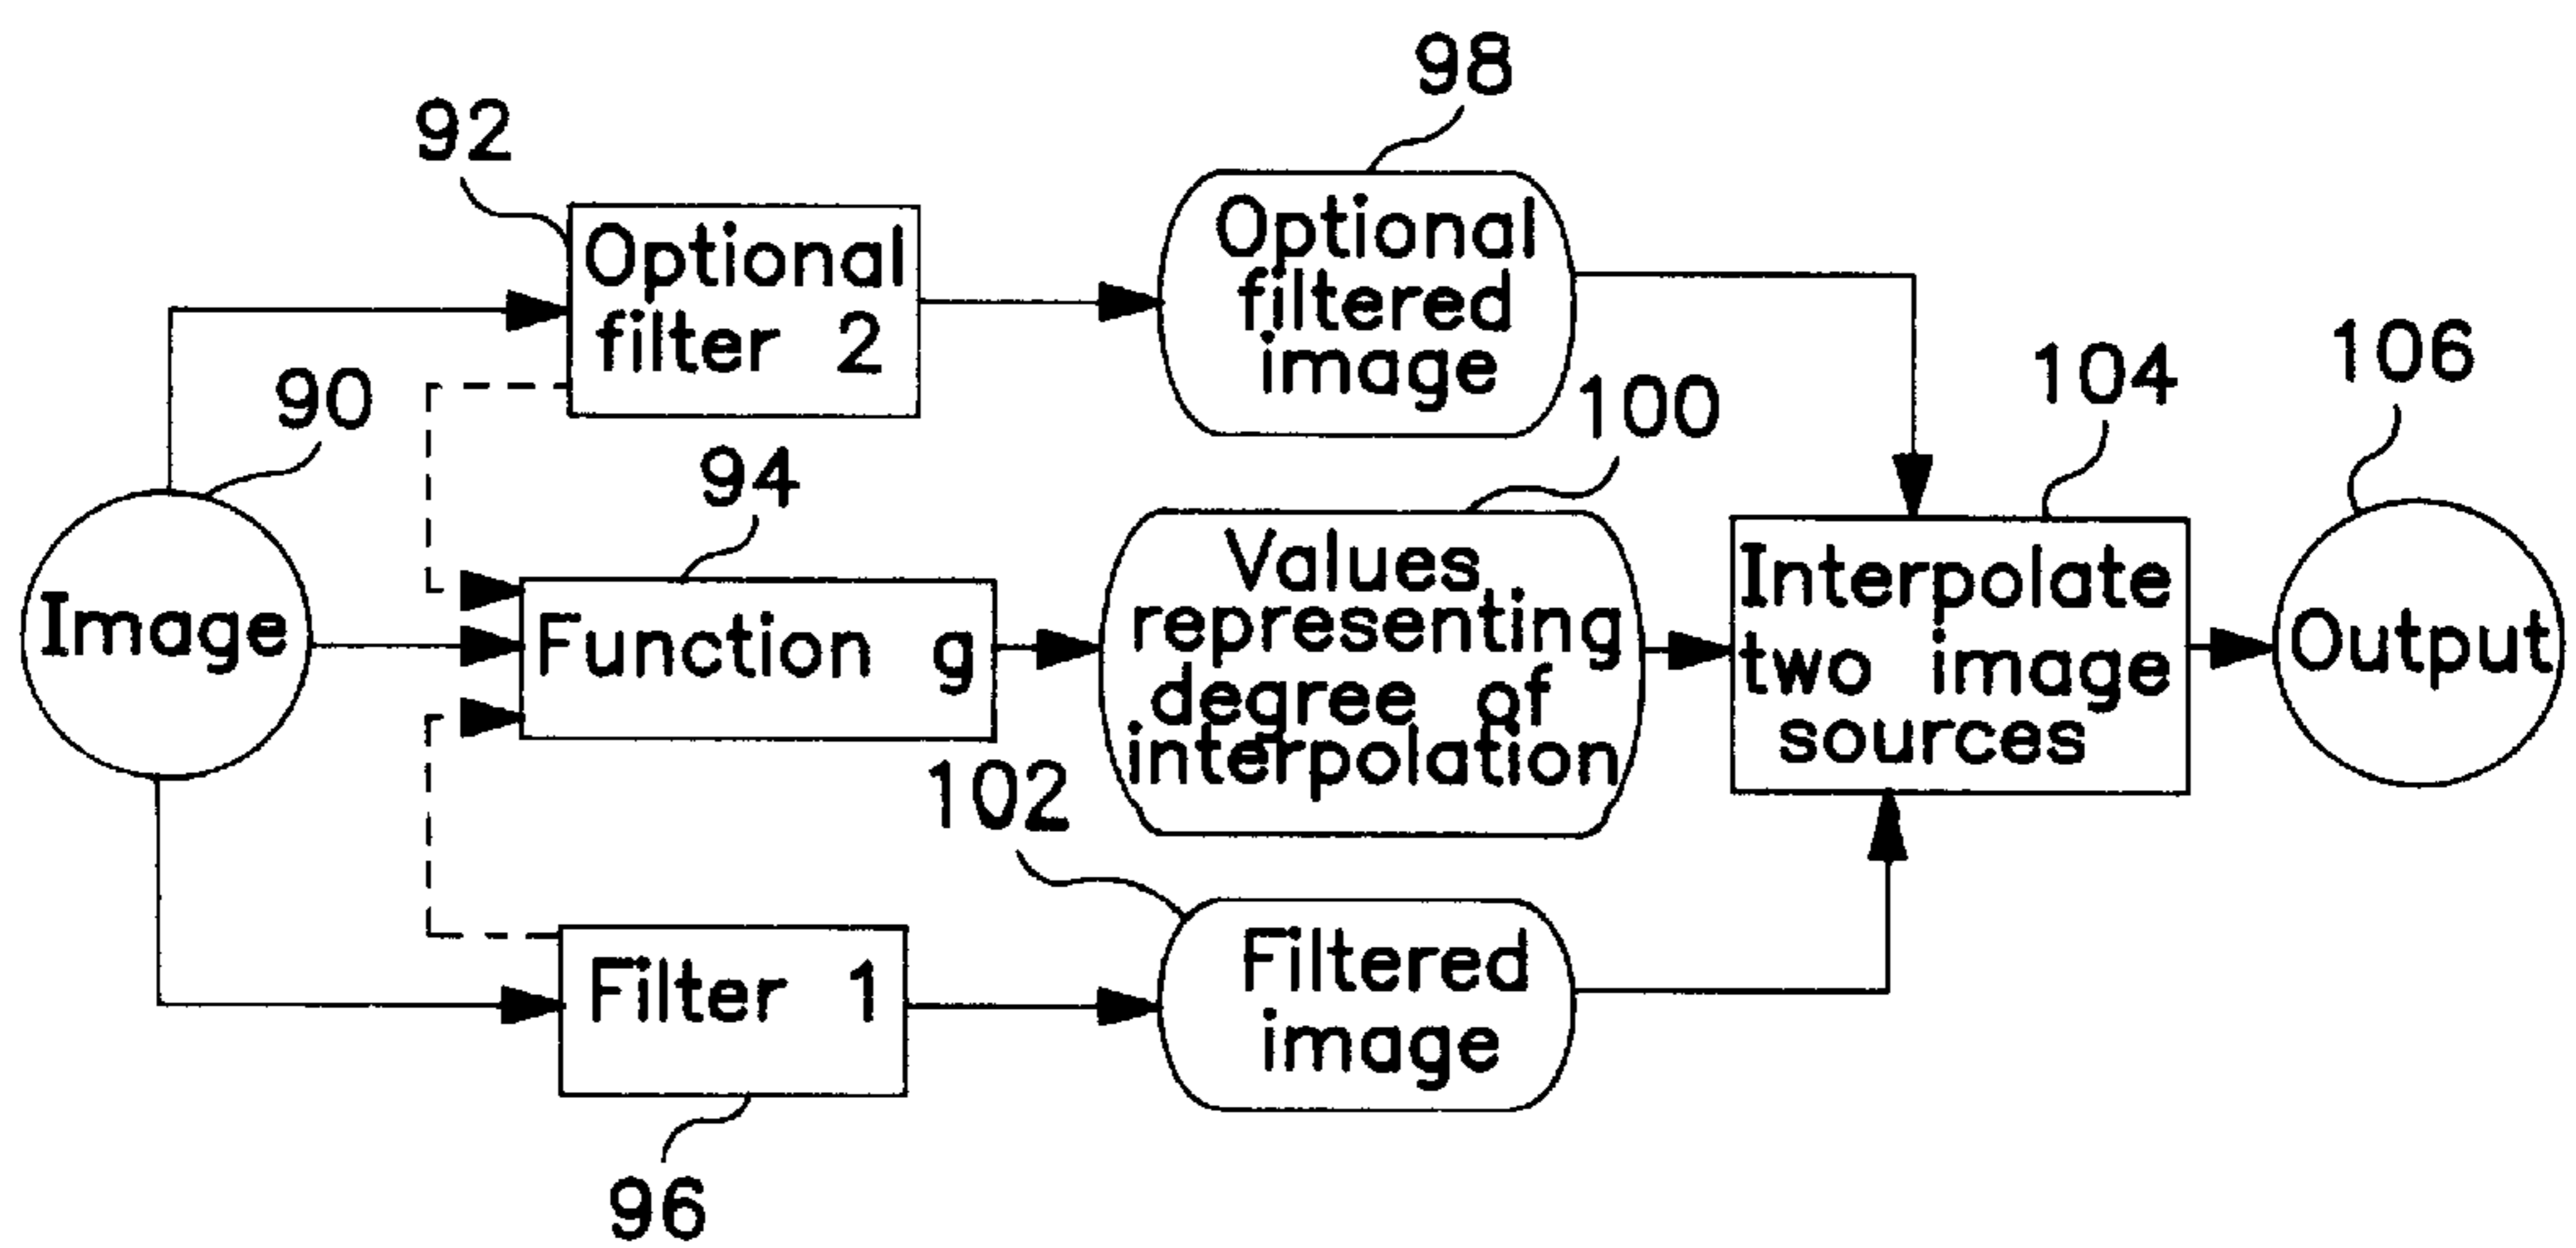 98
92
Optional
filter 2
Optional
filtered
image
106
104
90
100
94
Image
Function g
Values
representing
degree of
interpolation
Interpolate
two image
sources
Output
102
Filter 1
Filtered
image
96